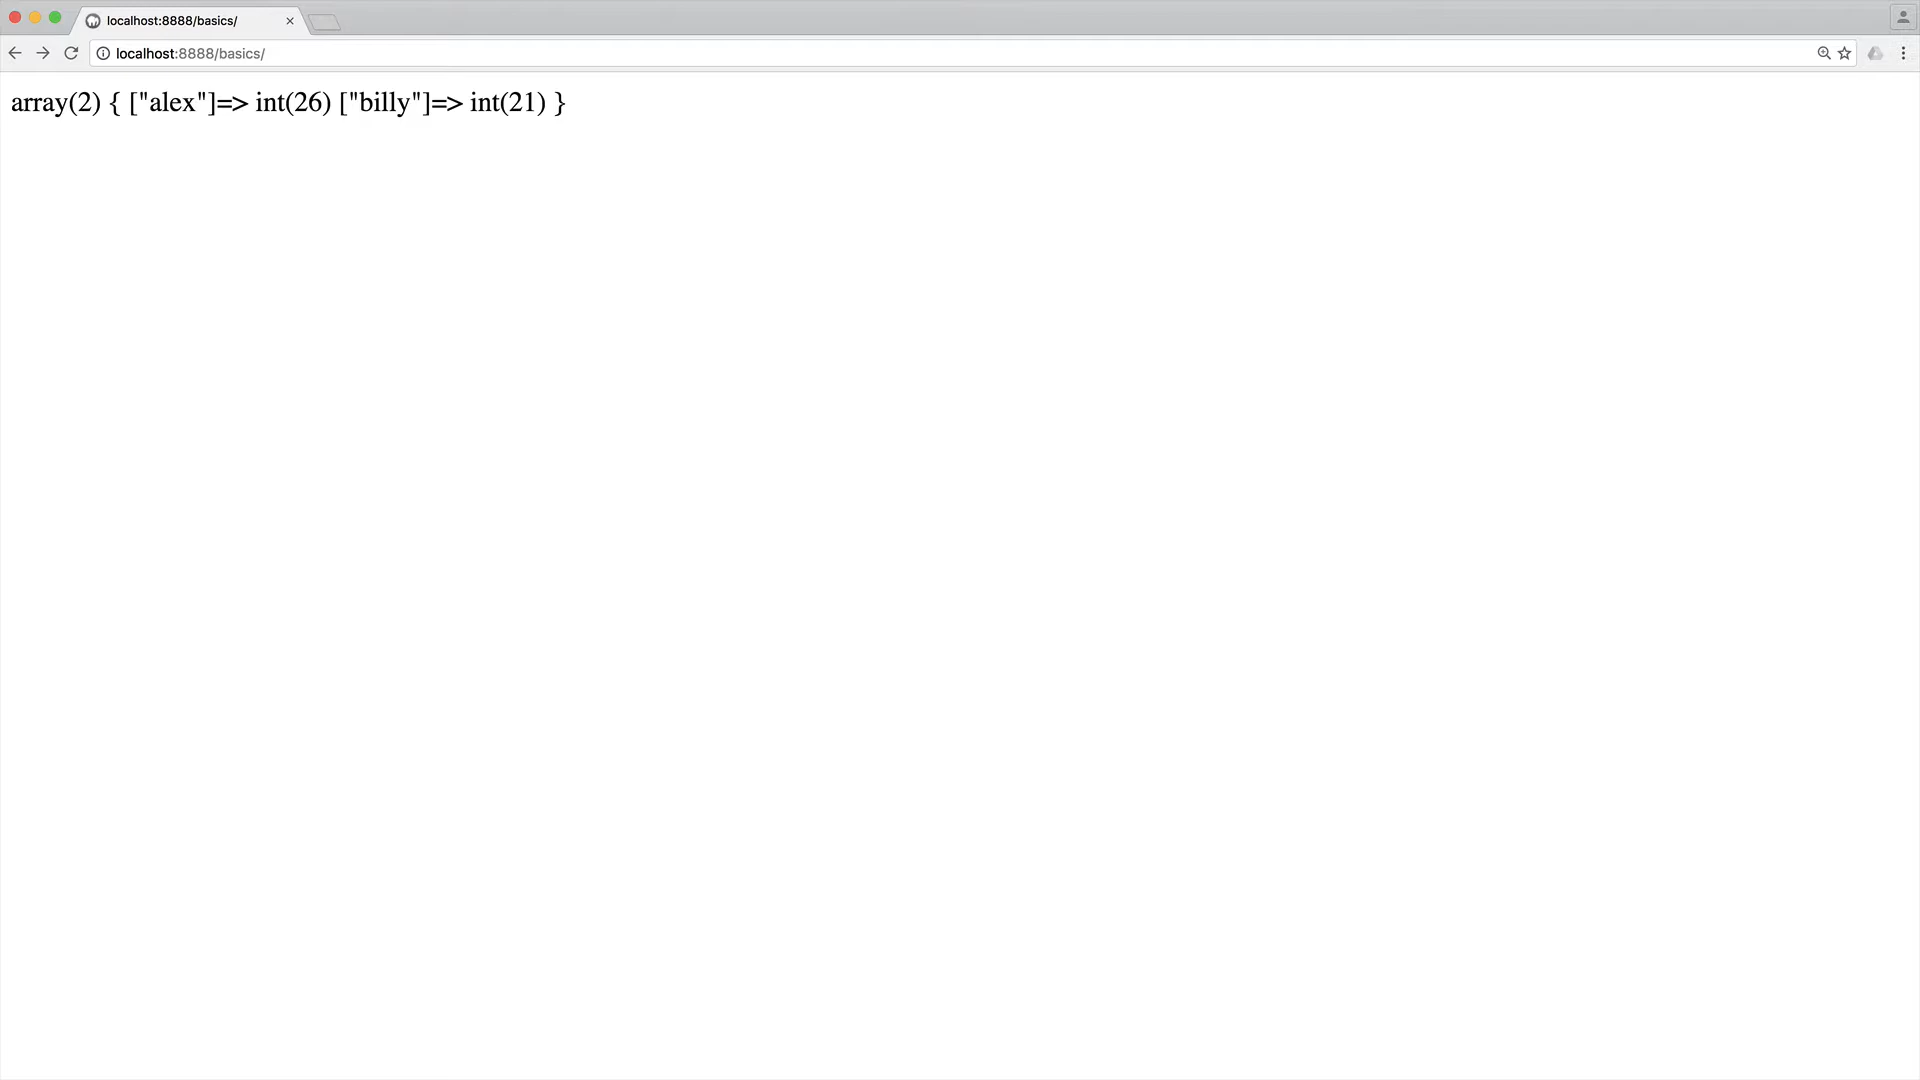 localhost:8888/basics/
localhost:8888/basics/
array(2) { ["alex"]=> int(26) ["billy"]=> int(21) }